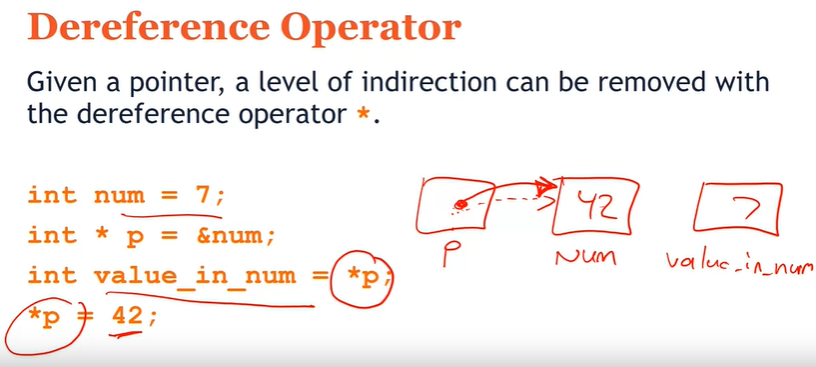 Dereference Operator
Given a pointer, a level of indirection can be removed with
the dereference operator *.
int num = 7;
int * p = &num;
int value_in_num = *p;
*p = 42;
42
7
P
Num
value_in_num